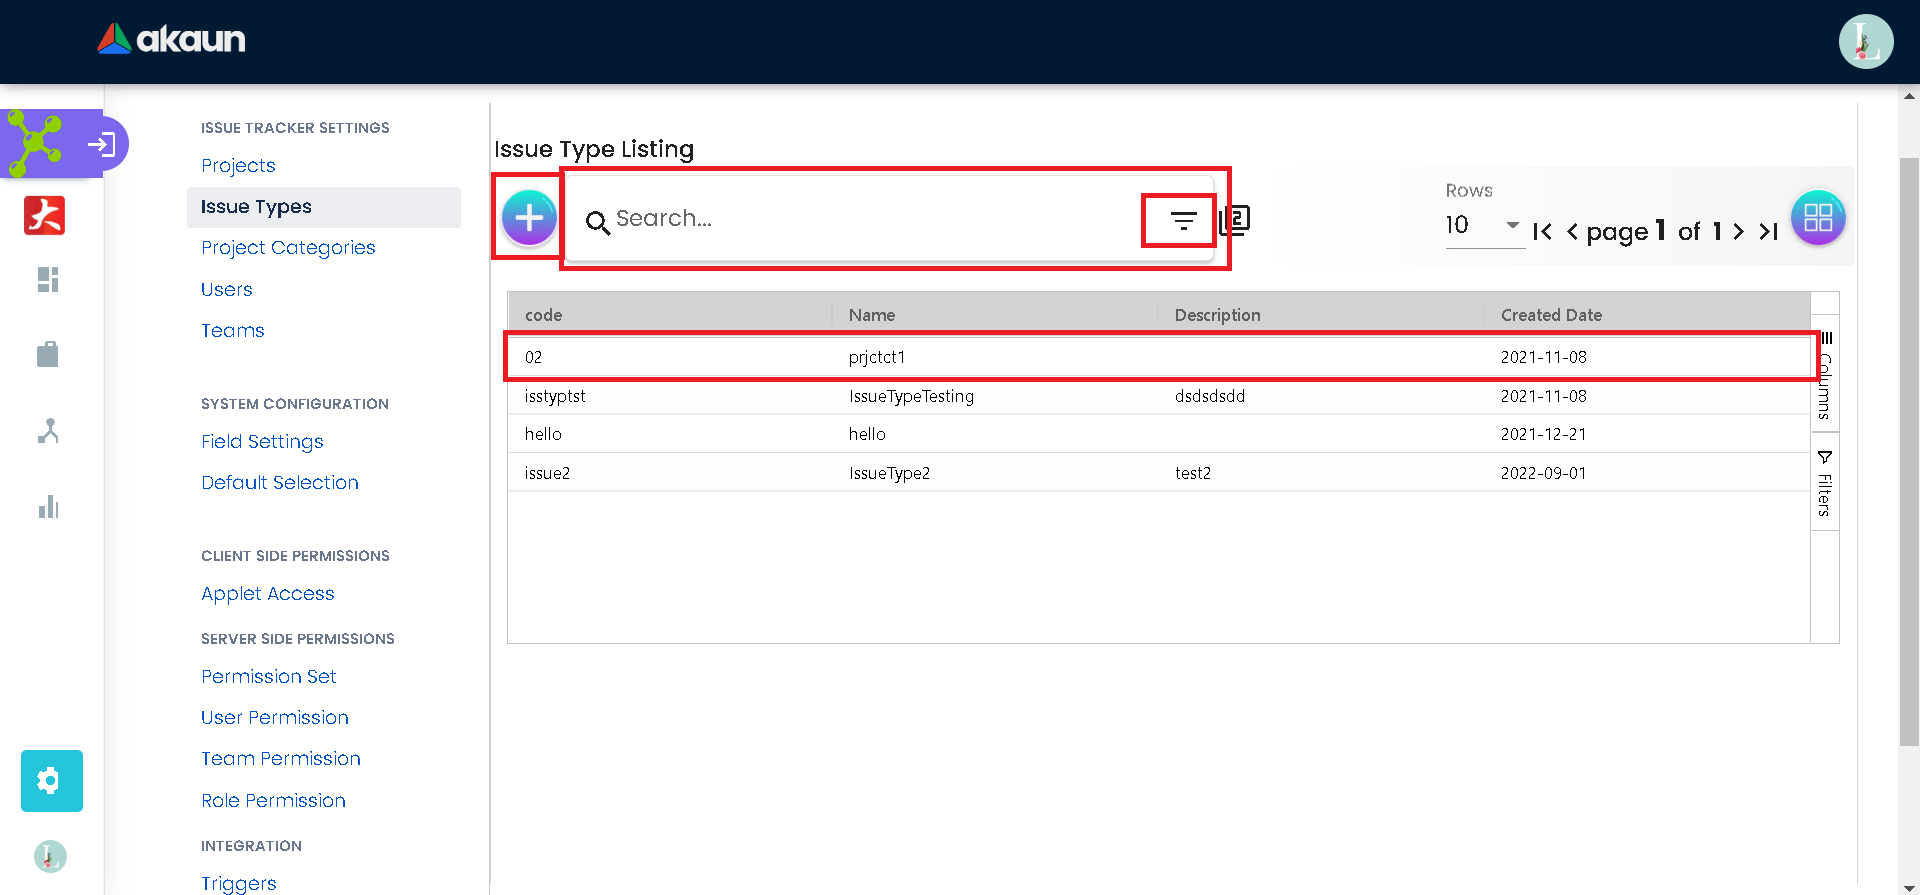 akaun
L
ISSUE TRACKER SETTINGS
Projects
Issue Types
Project Categories
Users
Teams
SYSTEM CONFIGURATION
Field Settings
Default Selection
CLIENT SIDE PERMISSIONS
Applet Access
SERVER SIDE PERMISSIONS
Permission Set
User Permission
Team Permission
Role Permission
INTEGRATION
Triggers
大
L
Issue Type Listing
Search...
2
Rows
10
page 1 of 1
code Name Description Created Date
02 prjctct1 2021-11-08
isstyptst IssueTypeTesting dsdsdsdd 2021-11-08
hello hello 2021-12-21
issue2 IssueType2 test2 2022-09-01
Columns
Filters